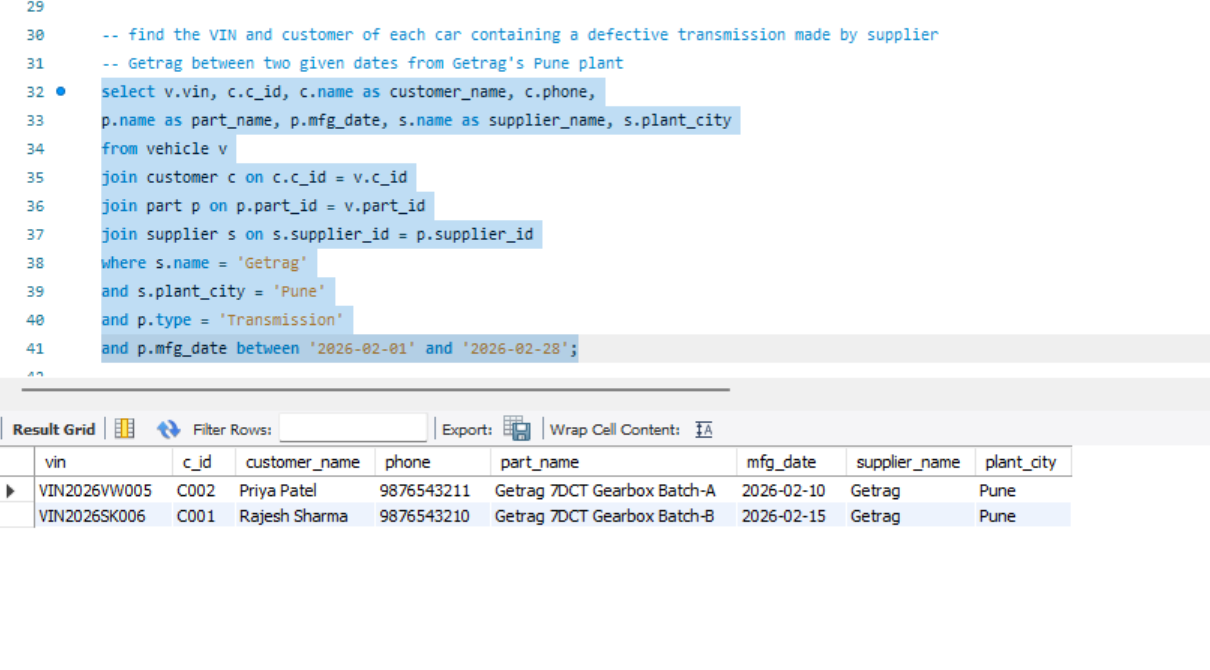 29
30 -- find the VIN and customer of each car containing a defective transmission made by supplier
31 -- Getrag between two given dates from Getrag's Pune plant
32 select v.vin, c.c_id, c.name as customer_name, c.phone,
33 p.name as part_name, p.mfg_date, s.name as supplier_name, s.plant_city
34 from vehicle v
35 join customer c on c.c_id = v.c_id
36 join part p on p.part_id = v.part_id
37 join supplier s on s.supplier_id = p.supplier_id
38 where s.name = 'Getrag'
39 and s.plant_city = 'Pune'
40 and p.type = 'Transmission'
41 and p.mfg_date between '2026-02-01' and '2026-02-28';
42
Result Grid Filter Rows: Export: Wrap Cell Content: IA
vin c_id customer_name phone part_name mfg_date supplier_name plant_city
VIN2026VW005 C002 Priya Patel 9876543211 Getrag 7DCT Gearbox Batch-A 2026-02-10 Getrag Pune
VIN2026SK006 C001 Rajesh Sharma 9876543210 Getrag 7DCT Gearbox Batch-B 2026-02-15 Getrag Pune